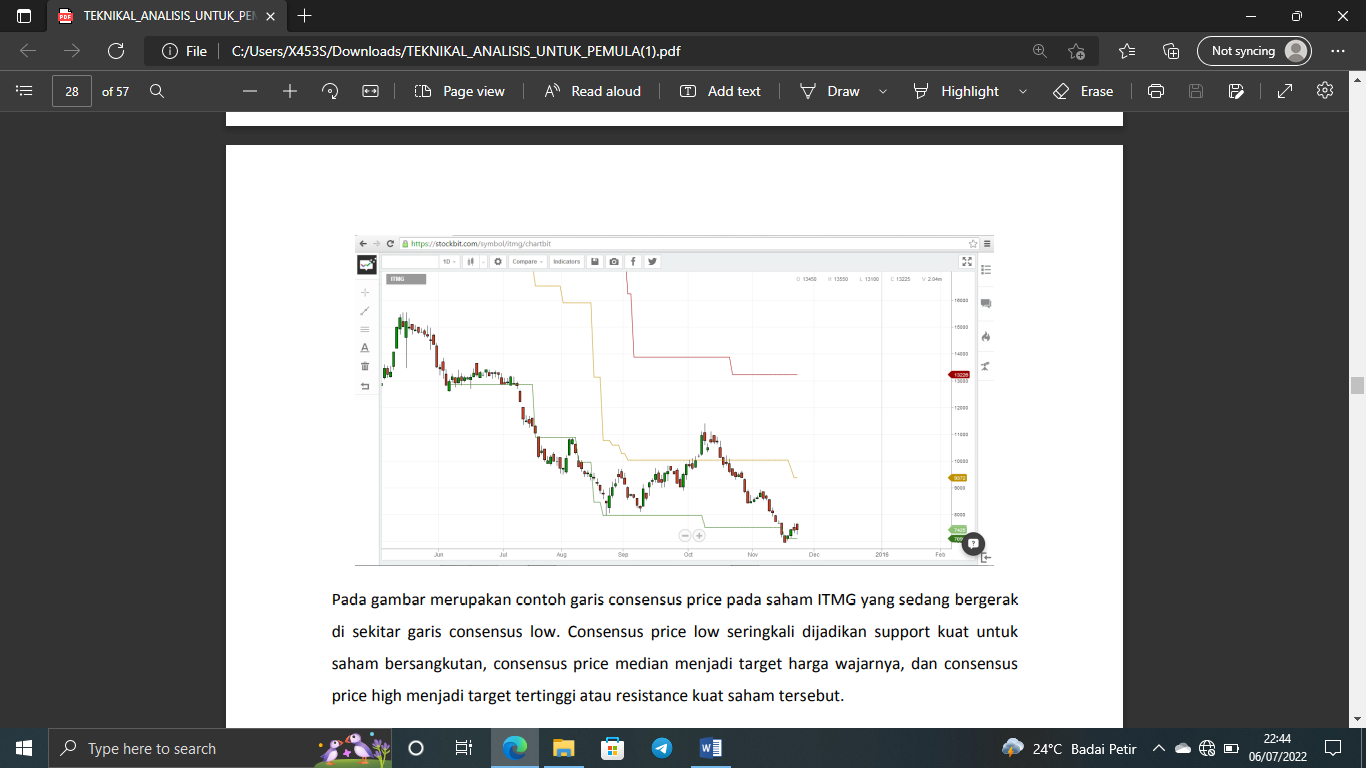 TEKNIKAL_ANALISIS_UNTUK_PEM
File
C:/Users/X453S/Downloads/TEKNIKAL_ANALISIS_UNTUK_PEMULA(1).pdf
Not syncing
28
of 57
Page view
Read aloud
Add text
Draw
Highlight
Erase
https://stockbit.com/symbol/itmg/chartbit
1D
Compare
Indicators
ITMG
O 13450 H 13550 L 13100 C 13225 V 2.04m
16000
15000
14000
13226
13000
12000
11000
10000
9372
9000
8000
7425
Jun Jul Aug Sep Oct Nov Dec 2016 Feb
Pada gambar merupakan contoh garis consensus price pada saham ITMG yang sedang bergerak
di sekitar garis consensus low. Consensus price low seringkali dijadikan support kuat untuk
saham bersangkutan, consensus price median menjadi target harga wajarnya, dan consensus
price high menjadi target tertinggi atau resistance kuat saham tersebut.
Type here to search
24°C Badai Petir
22:44
06/07/2022